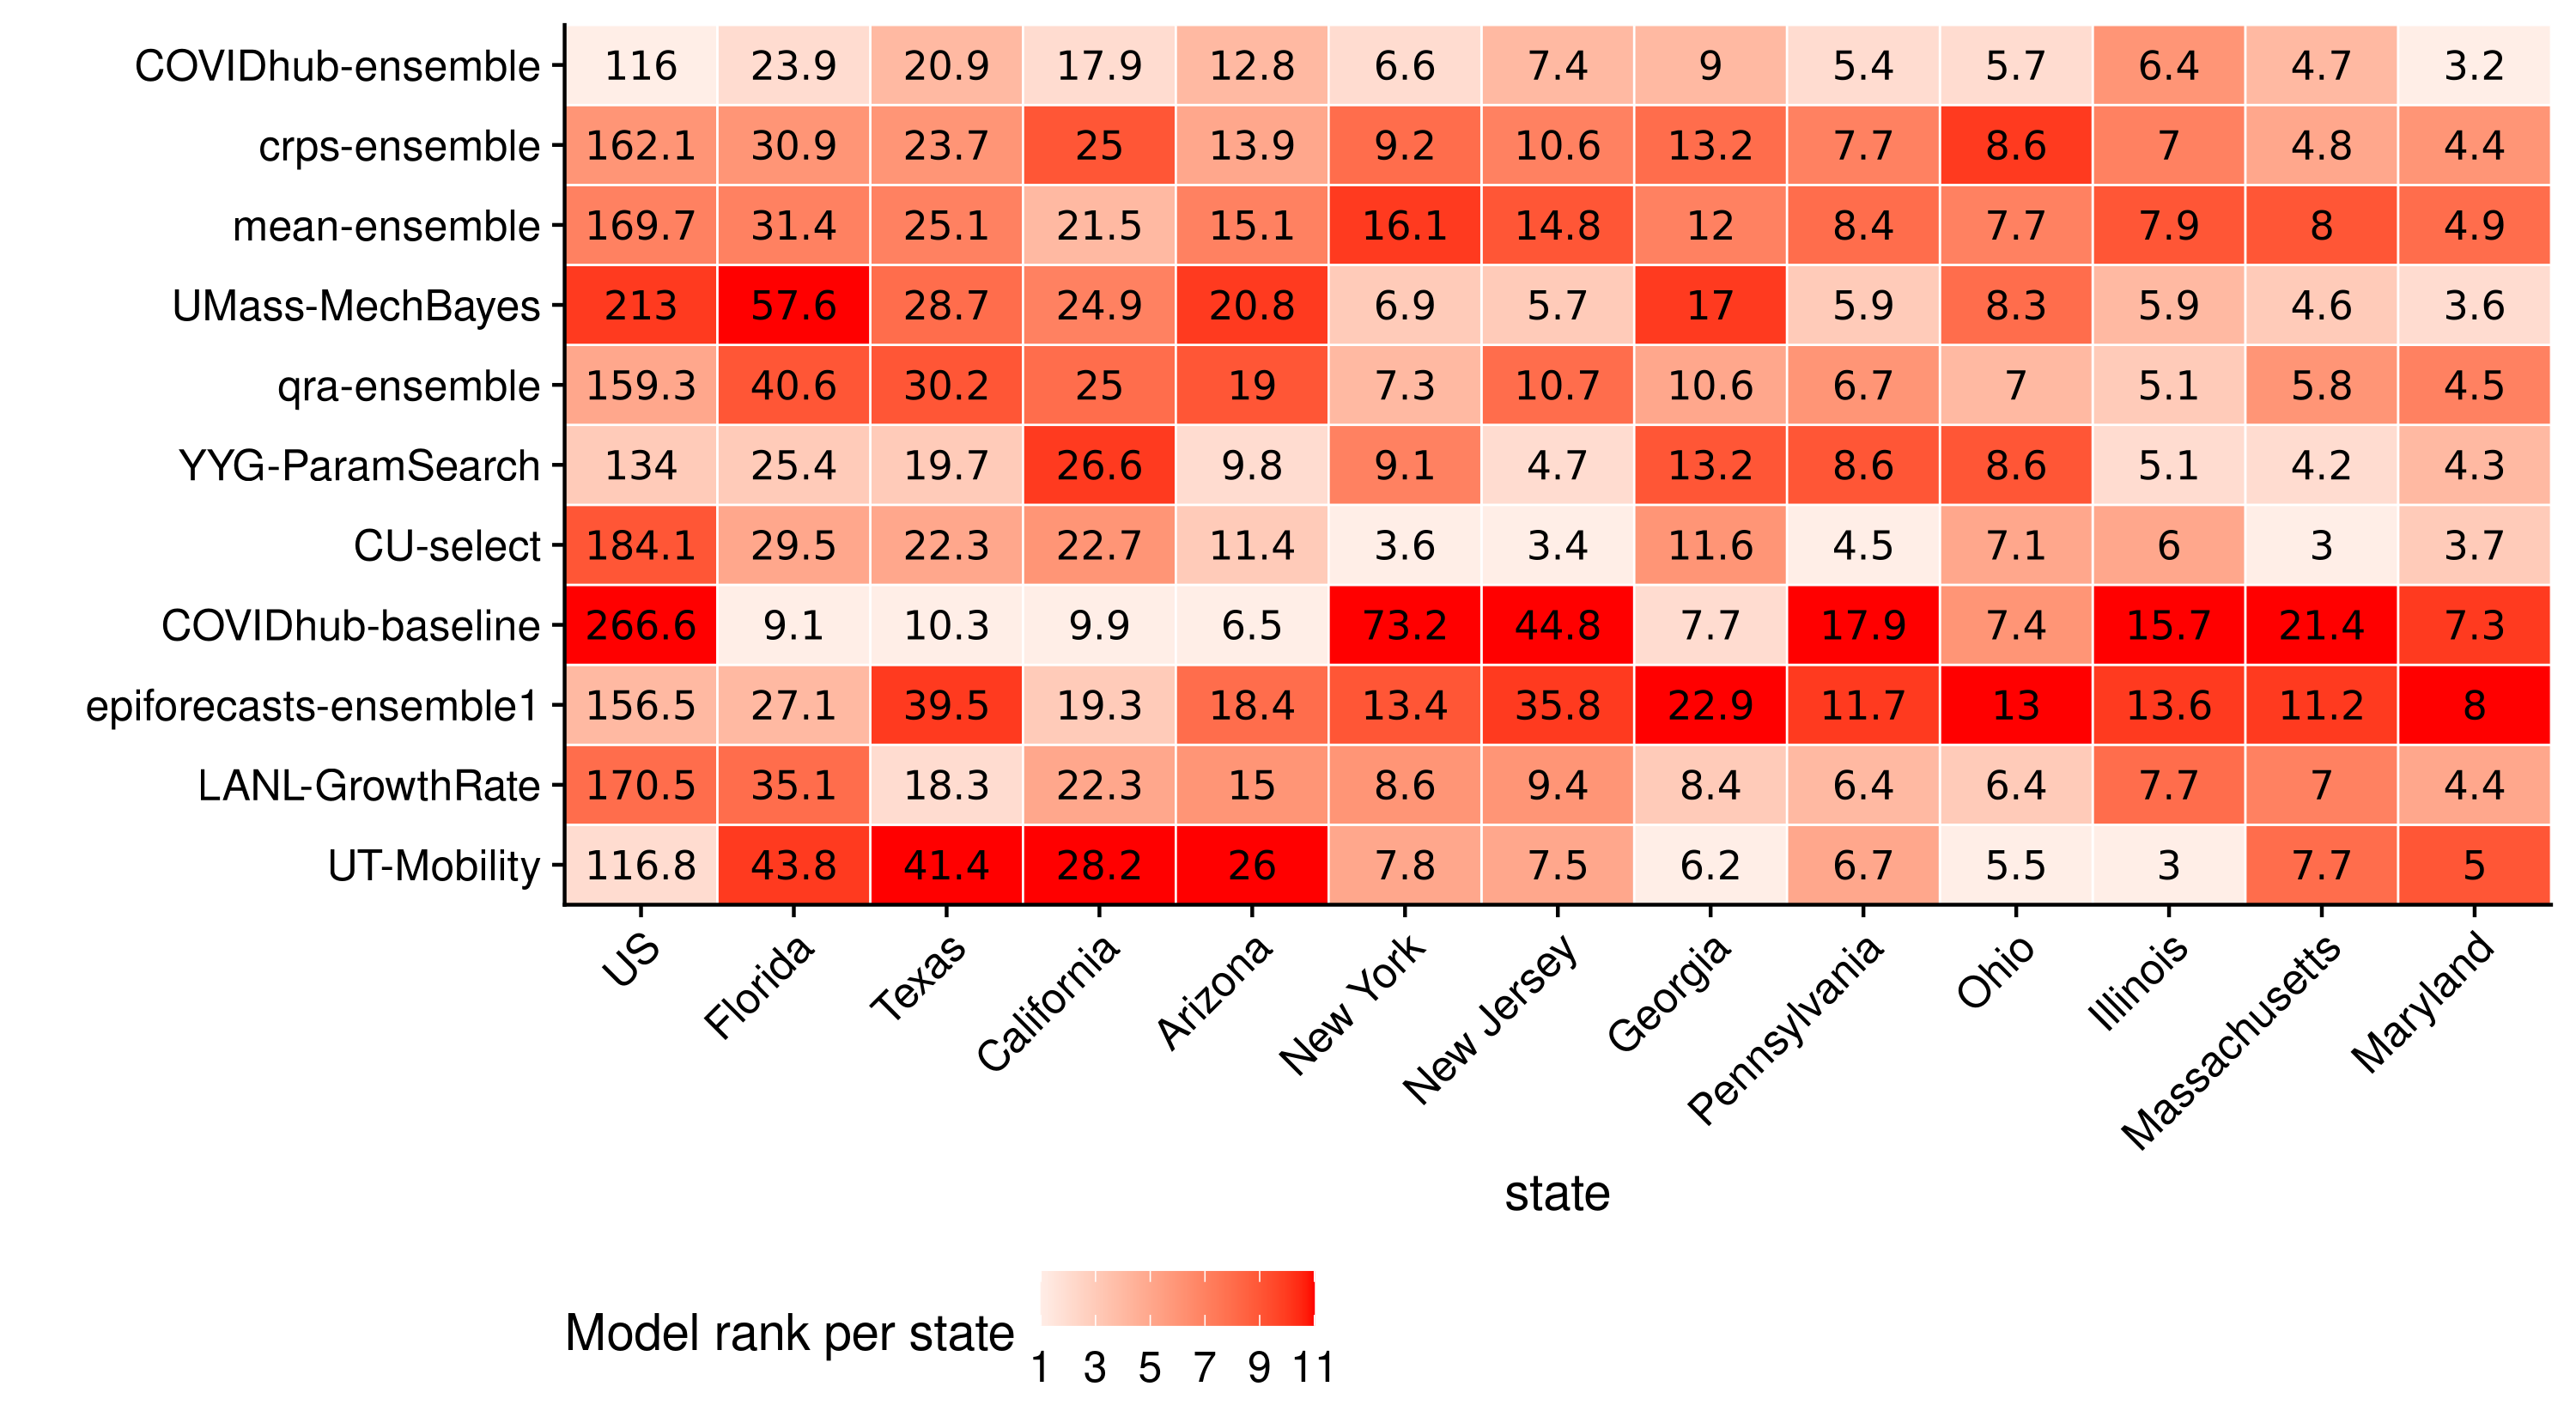 COVIDhub-ensemble 116 23.9 20.9 17.9 12.8 6.6 7.4 9 5.4 5.7 6.4 4.7 3.2
crps-ensemble 162.1 30.9 23.7 25 13.9 9.2 10.6 13.2 7.7 8.6 7 4.8 4.4
mean-ensemble 169.7 31.4 25.1 21.5 15.1 16.1 14.8 12 8.4 7.7 7.9 8 4.9
UMass-MechBayes 213 57.6 28.7 24.9 20.8 6.9 5.7 17 5.9 8.3 5.9 4.6 3.6
qra-ensemble 159.3 40.6 30.2 25 19 7.3 10.7 10.6 6.7 7 5.1 5.8 4.5
YYG-ParamSearch 134 25.4 19.7 26.6 9.8 9.1 4.7 13.2 8.6 8.6 5.1 4.2 4.3
CU-select 184.1 29.5 22.3 22.7 11.4 3.6 3.4 11.6 4.5 7.1 6 3 3.7
COVIDhub-baseline 266.6 9.1 10.3 9.9 6.5 73.2 44.8 7.7 17.9 7.4 15.7 21.4 7.3
epiforecasts-ensemble1 156.5 27.1 39.5 19.3 18.4 13.4 35.8 22.9 11.7 13 13.6 11.2 8
LANL-GrowthRate 170.5 35.1 18.3 22.3 15 8.6 9.4 8.4 6.4 6.4 7.7 7 4.4
UT-Mobility 116.8 43.8 41.4 28.2 26 7.8 7.5 6.2 6.7 5.5 3 7.7 5
US Florida Texas California Arizona New York New Jersey Georgia Pennsylvania Ohio Illinois Massachusetts Maryland
state
Model rank per state
1 3 5 7 9 11